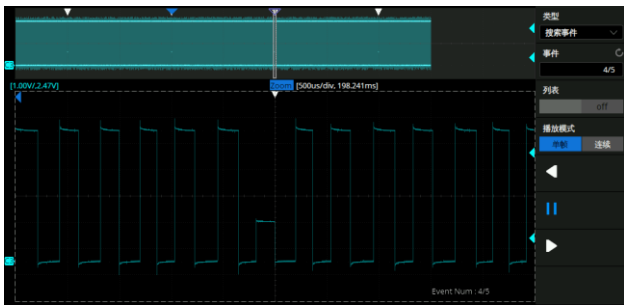 类型
搜索事件
事件
4/5
[1.00V/,2.47V]
Zoom [500us/div, 198.241ms]
列表
off
播放模式
单帧 连续
Event Num : 4/5